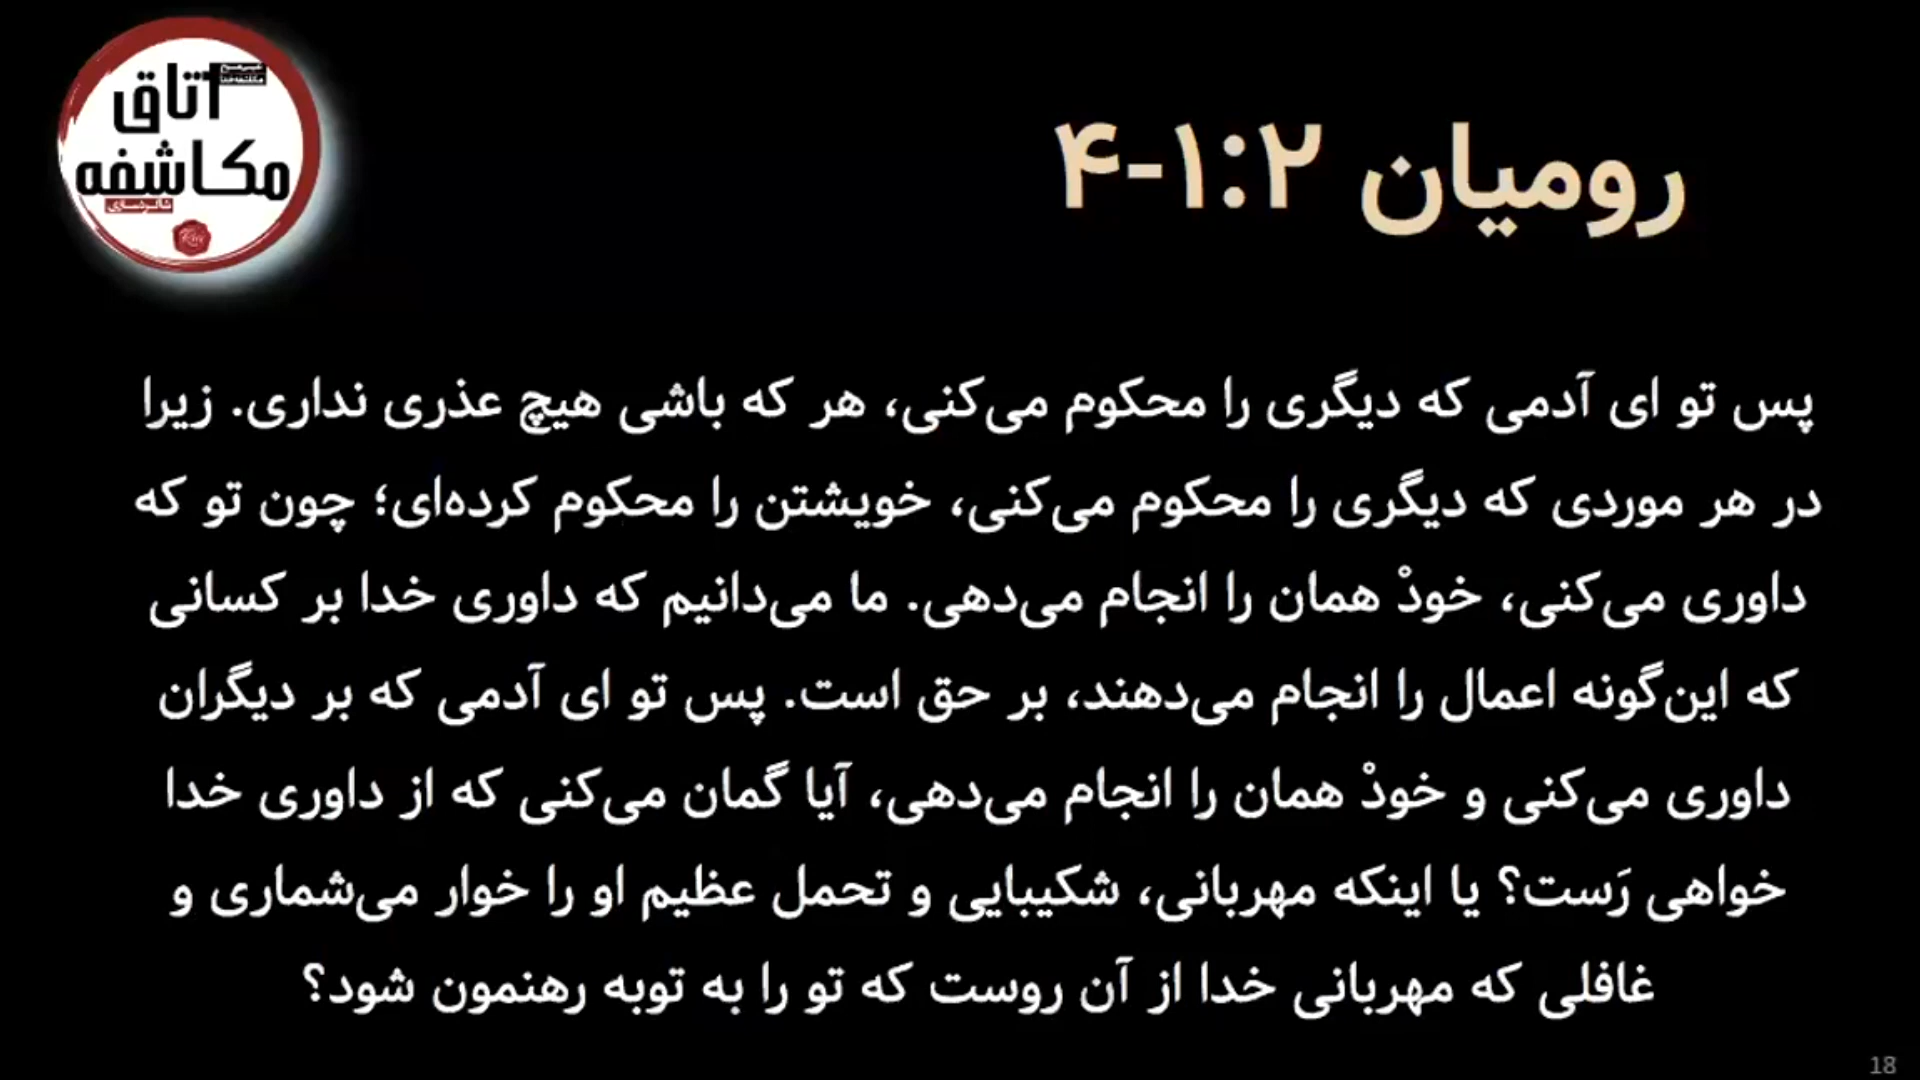 اتاق
مکاشفه
شاگردسازی
رومیان ۲:‏۱-۴
پس تو ای آدمی که دیگری را محکوم می‌کنی، هر که باشی هیچ عذری نداری. زیرا
در هر موردی که دیگری را محکوم می‌کنی، خویشتن را محکوم کرده‌ای؛ چون تو که
داوری می‌کنی، خودْ همان را انجام می‌دهی. ما می‌دانیم که داوری خدا بر کسانی
که این‌گونه اعمال را انجام می‌دهند، بر حق است. پس تو ای آدمی که بر دیگران
داوری می‌کنی و خودْ همان را انجام می‌دهی، آیا گمان می‌کنی که از داوری خدا
خواهی رَست؟ یا اینکه مهربانی، شکیبایی و تحمل عظیم او را خوار می‌شماری و
غافلی که مهربانی خدا از آن روست که تو را به توبه رهنمون شود؟
18